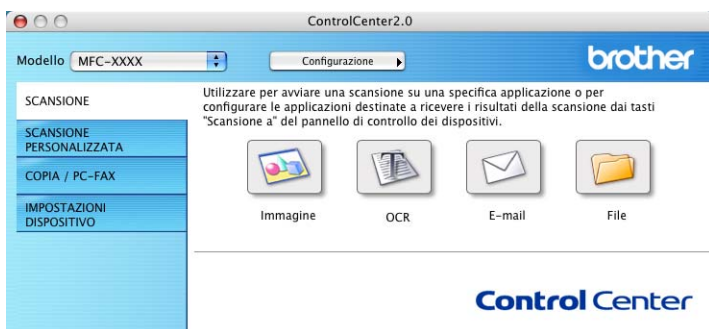 ControlCenter2.0
Modello MFC-XXXX Configurazione brother
SCANSIONE
SCANSIONE
PERSONALIZZATA
COPIA / PC-FAX
IMPOSTAZIONI
DISPOSITIVO
Utilizzare per avviare una scansione su una specifica applicazione o per
configurare le applicazioni destinate a ricevere i risultati della scansione dai tasti
"Scansione a" del pannello di controllo dei dispositivi.
Immagine OCR E-mail File
Control Center